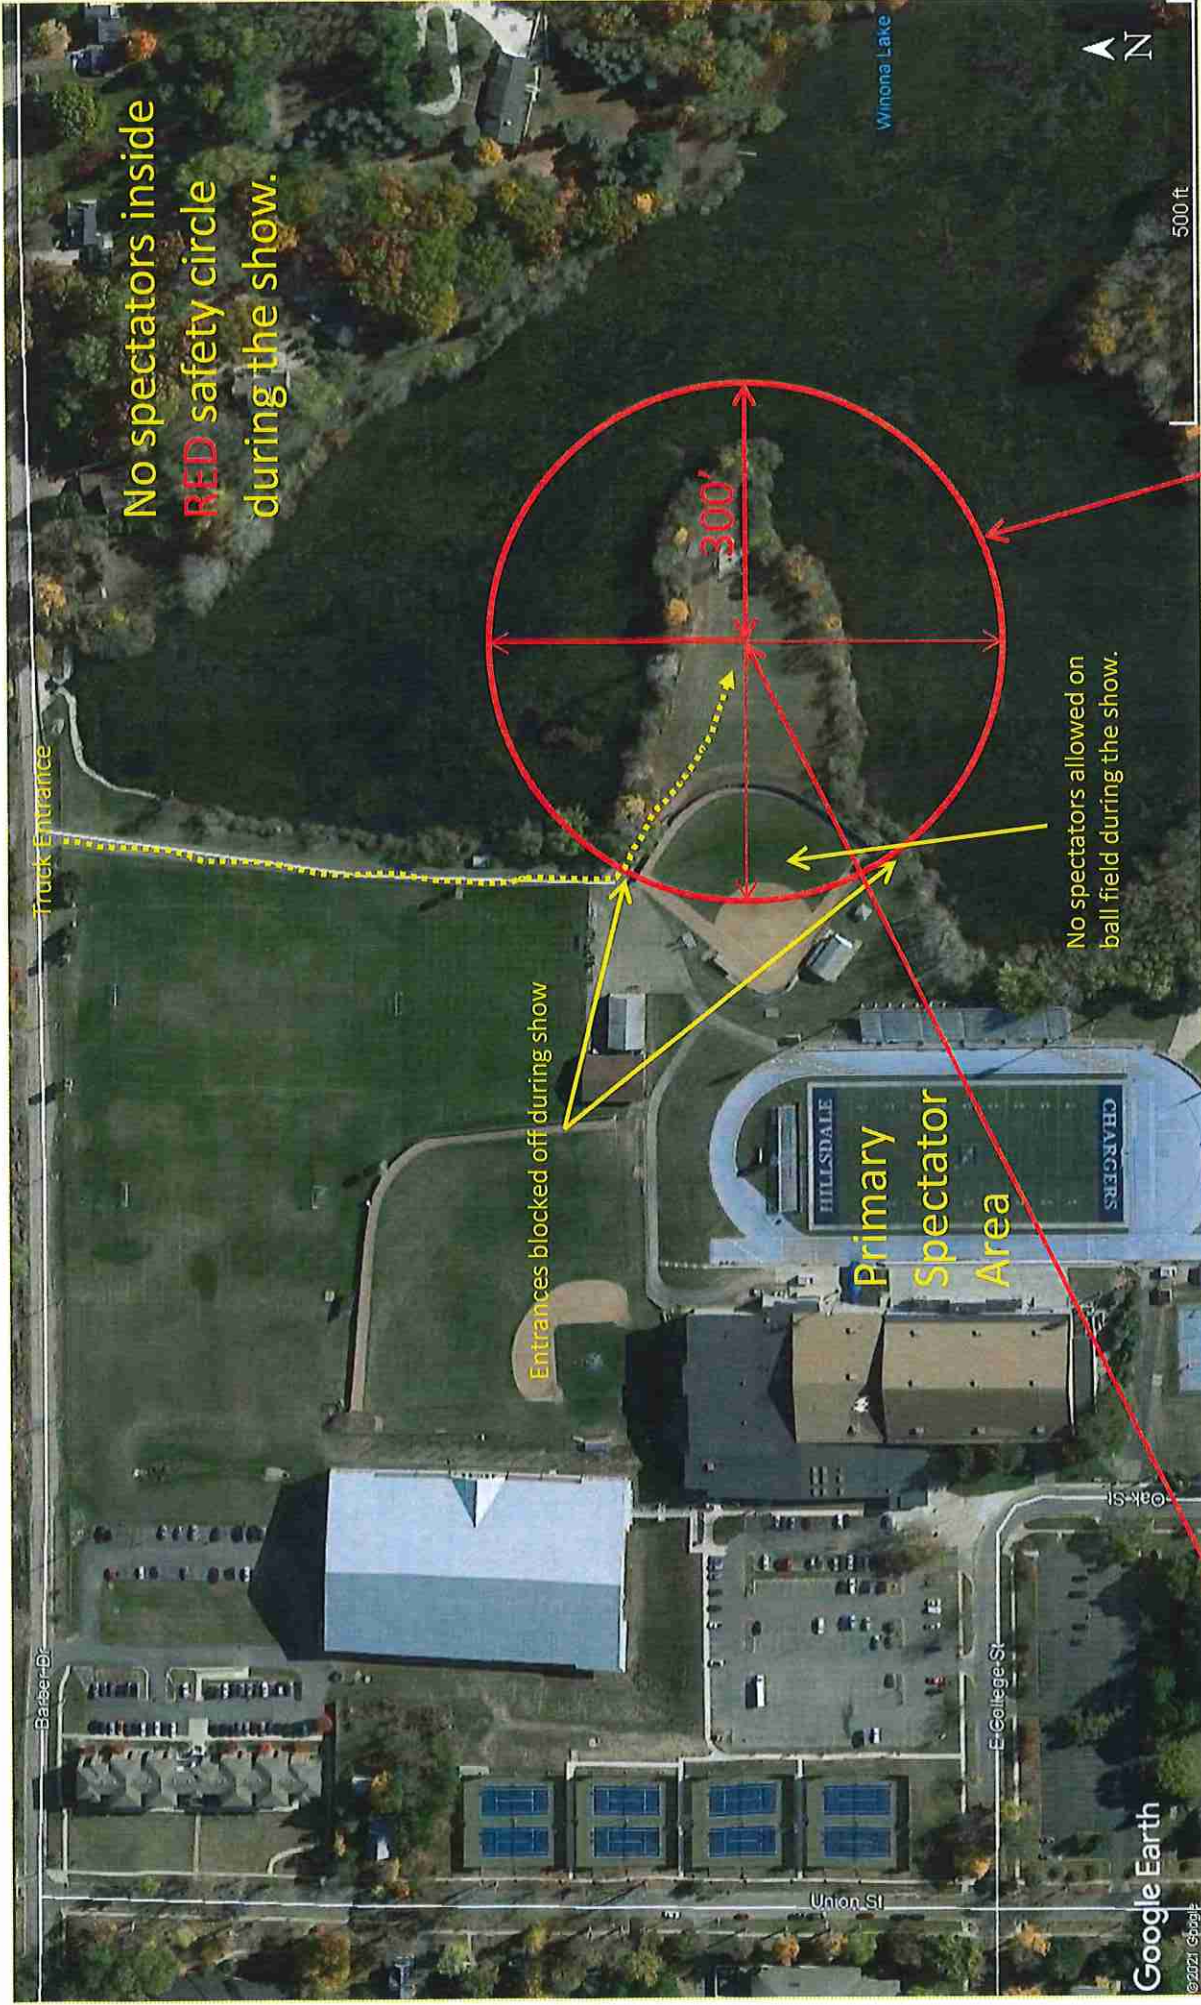 No spectators inside
RED safety circle
during the show.
Winona Lake
N
Truck Entrance
300'
500 ft
Entrances blocked off during show
No spectators allowed on
ball field during the show.
HILLSDALE
CHARGERS
Primary
Spectator
Area
Barber Dr
Oak St
E College St
Union St
Google Earth
©2021 Google